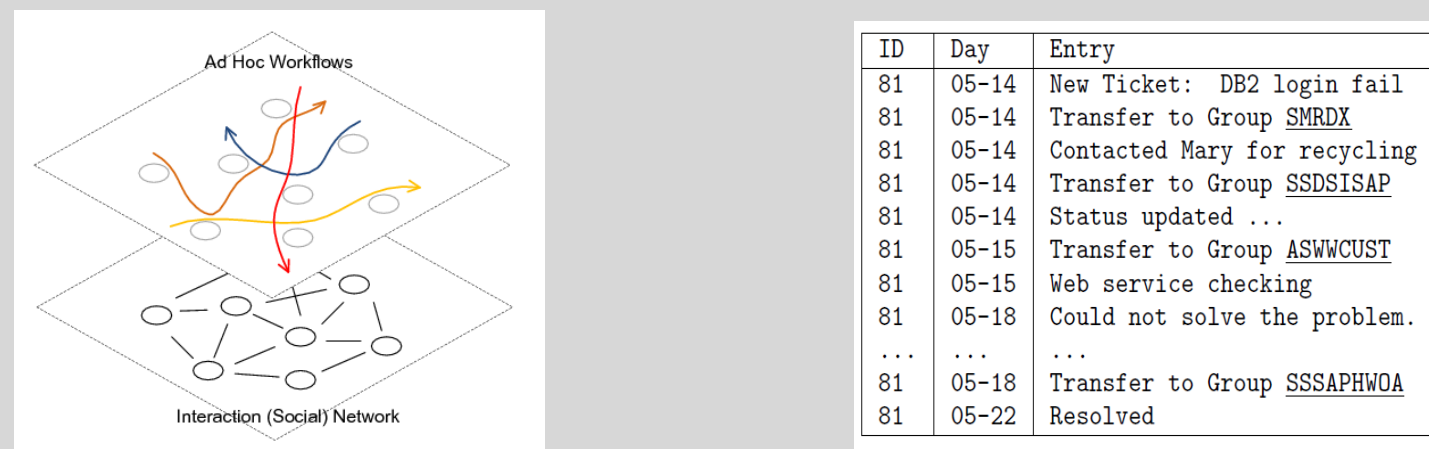 Ad Hoc Workflows
Interaction (Social) Network
ID Day Entry
81 05-14 New Ticket: DB2 login fail
81 05-14 Transfer to Group SMRDX
81 05-14 Contacted Mary for recycling
81 05-14 Transfer to Group SSDSISAP
81 05-14 Status updated ...
81 05-15 Transfer to Group ASWWCUST
81 05-15 Web service checking
81 05-18 Could not solve the problem.
... ... ...
81 05-18 Transfer to Group SSSAPHWOA
81 05-22 Resolved